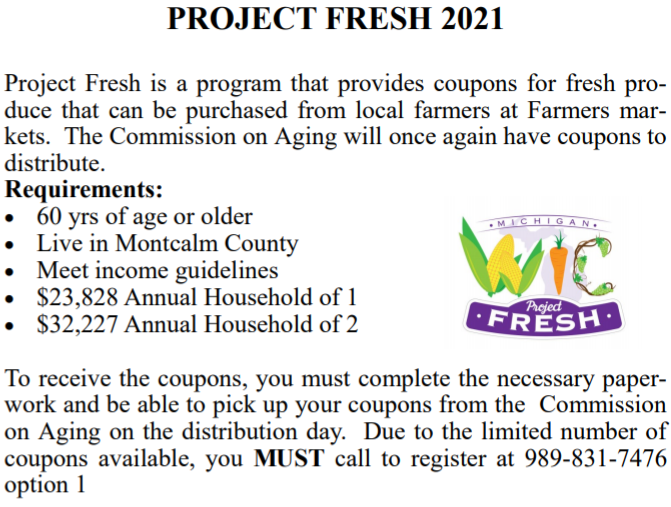 PROJECT FRESH 2021
Project Fresh is a program that provides coupons for fresh pro-
duce that can be purchased from local farmers at Farmers mar-
kets.  The Commission on Aging will once again have coupons to
distribute.
Requirements:
• 60 yrs of age or older
• Live in Montcalm County
• Meet income guidelines
• $23,828 Annual Household of 1
• $32,227 Annual Household of 2
• MICHIGAN •
WIC
Project
• FRESH •
To receive the coupons, you must complete the necessary paper-
work and be able to pick up your coupons from the  Commission
on Aging on the distribution day.  Due to the limited number of
coupons available, you MUST call to register at 989-831-7476
option 1